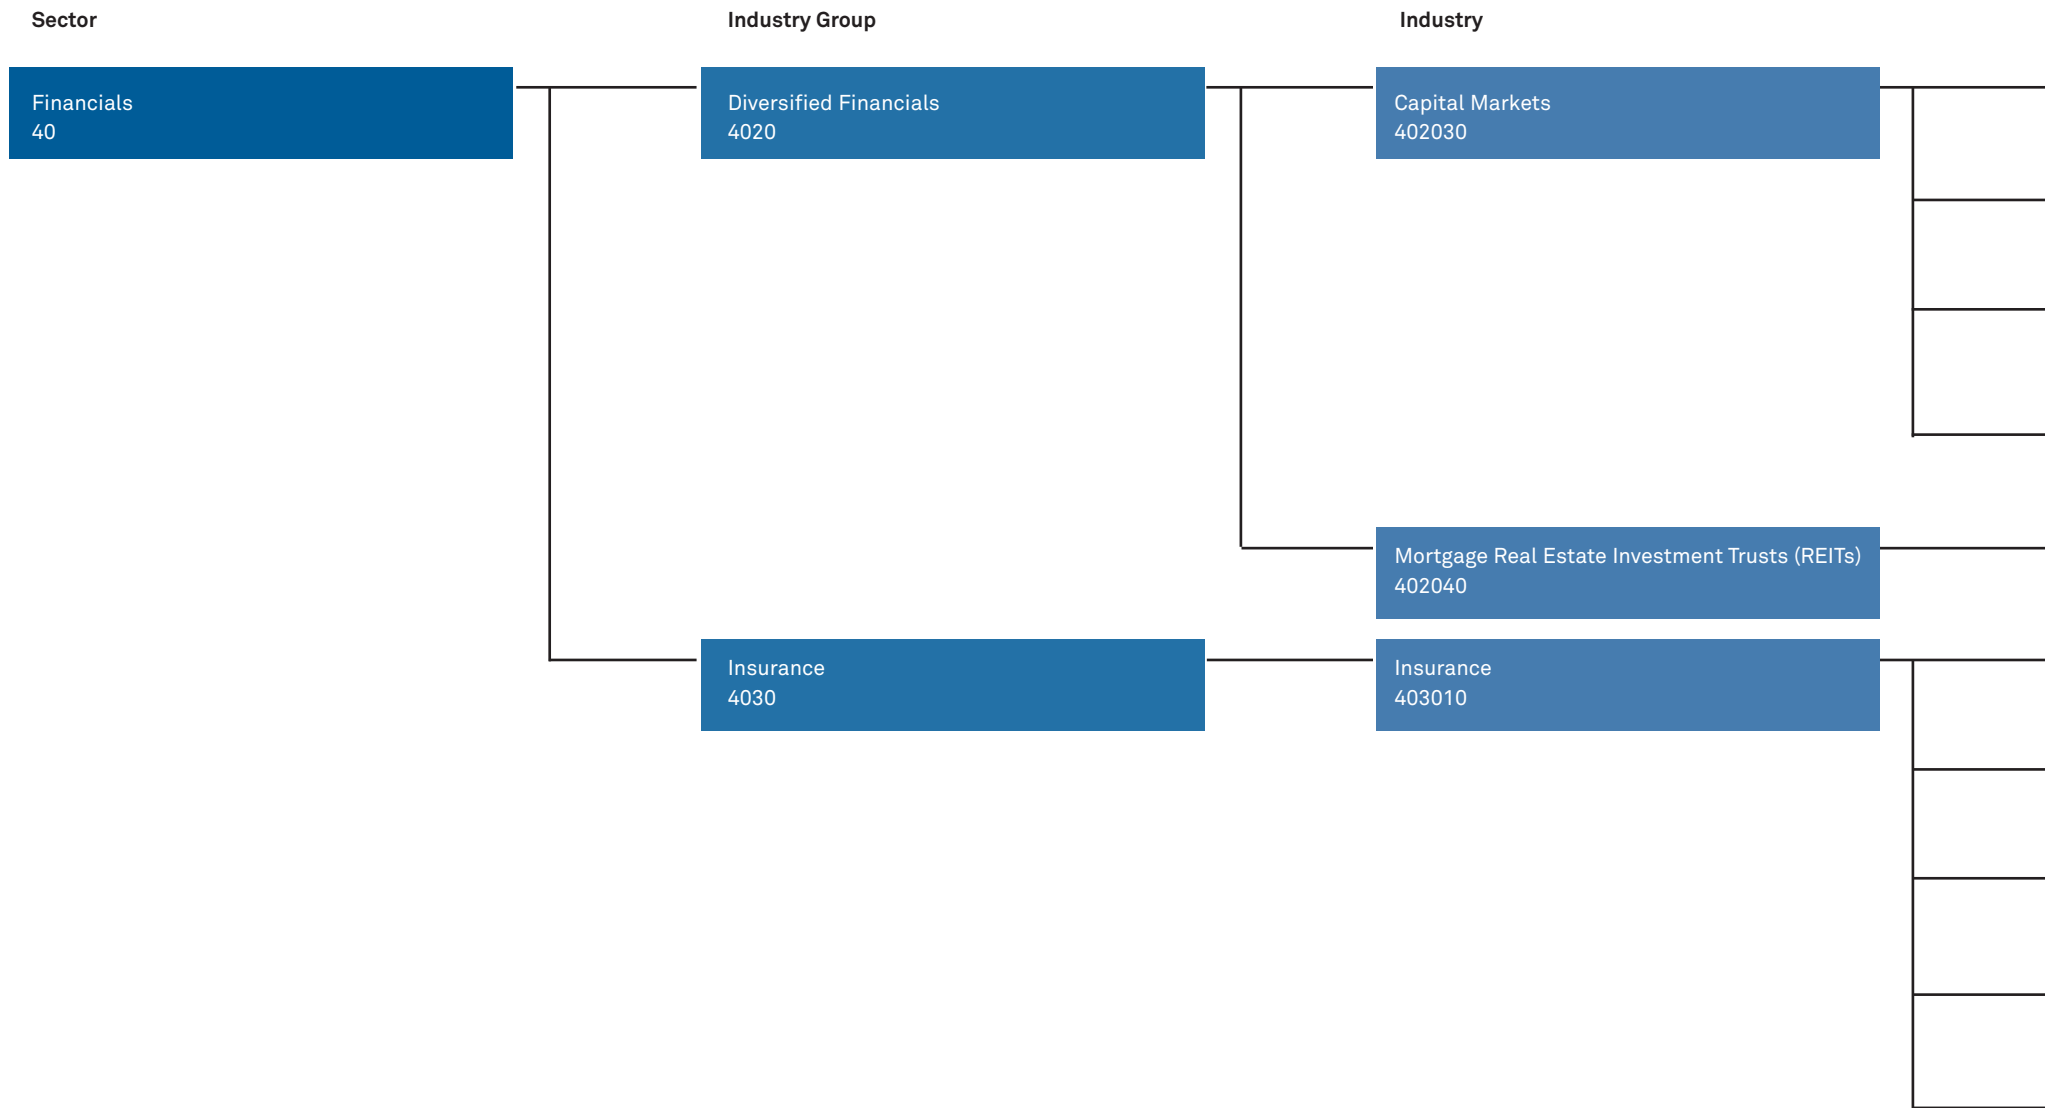 Sector
Industry Group
Industry
Financials
40
Diversified Financials
4020
Capital Markets
402030
Mortgage Real Estate Investment Trusts (REITs)
402040
Insurance
4030
Insurance
403010